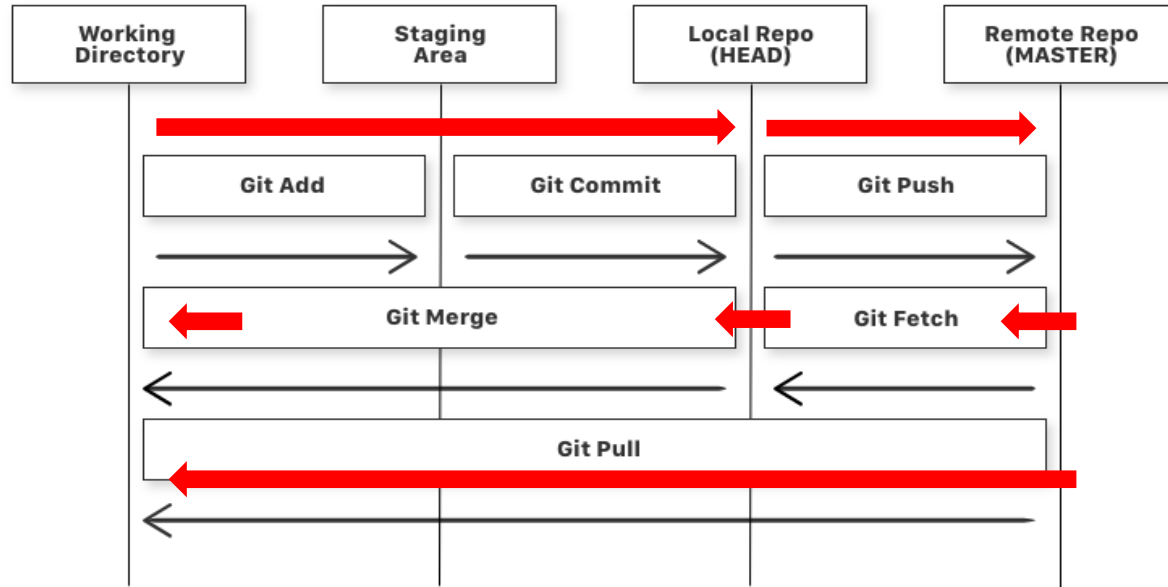 Working
Directory
Staging
Area
Local Repo
(HEAD)
Remote Repo
(MASTER)
Git Add
Git Commit
Git Push
Git Merge
Git Fetch
Git Pull